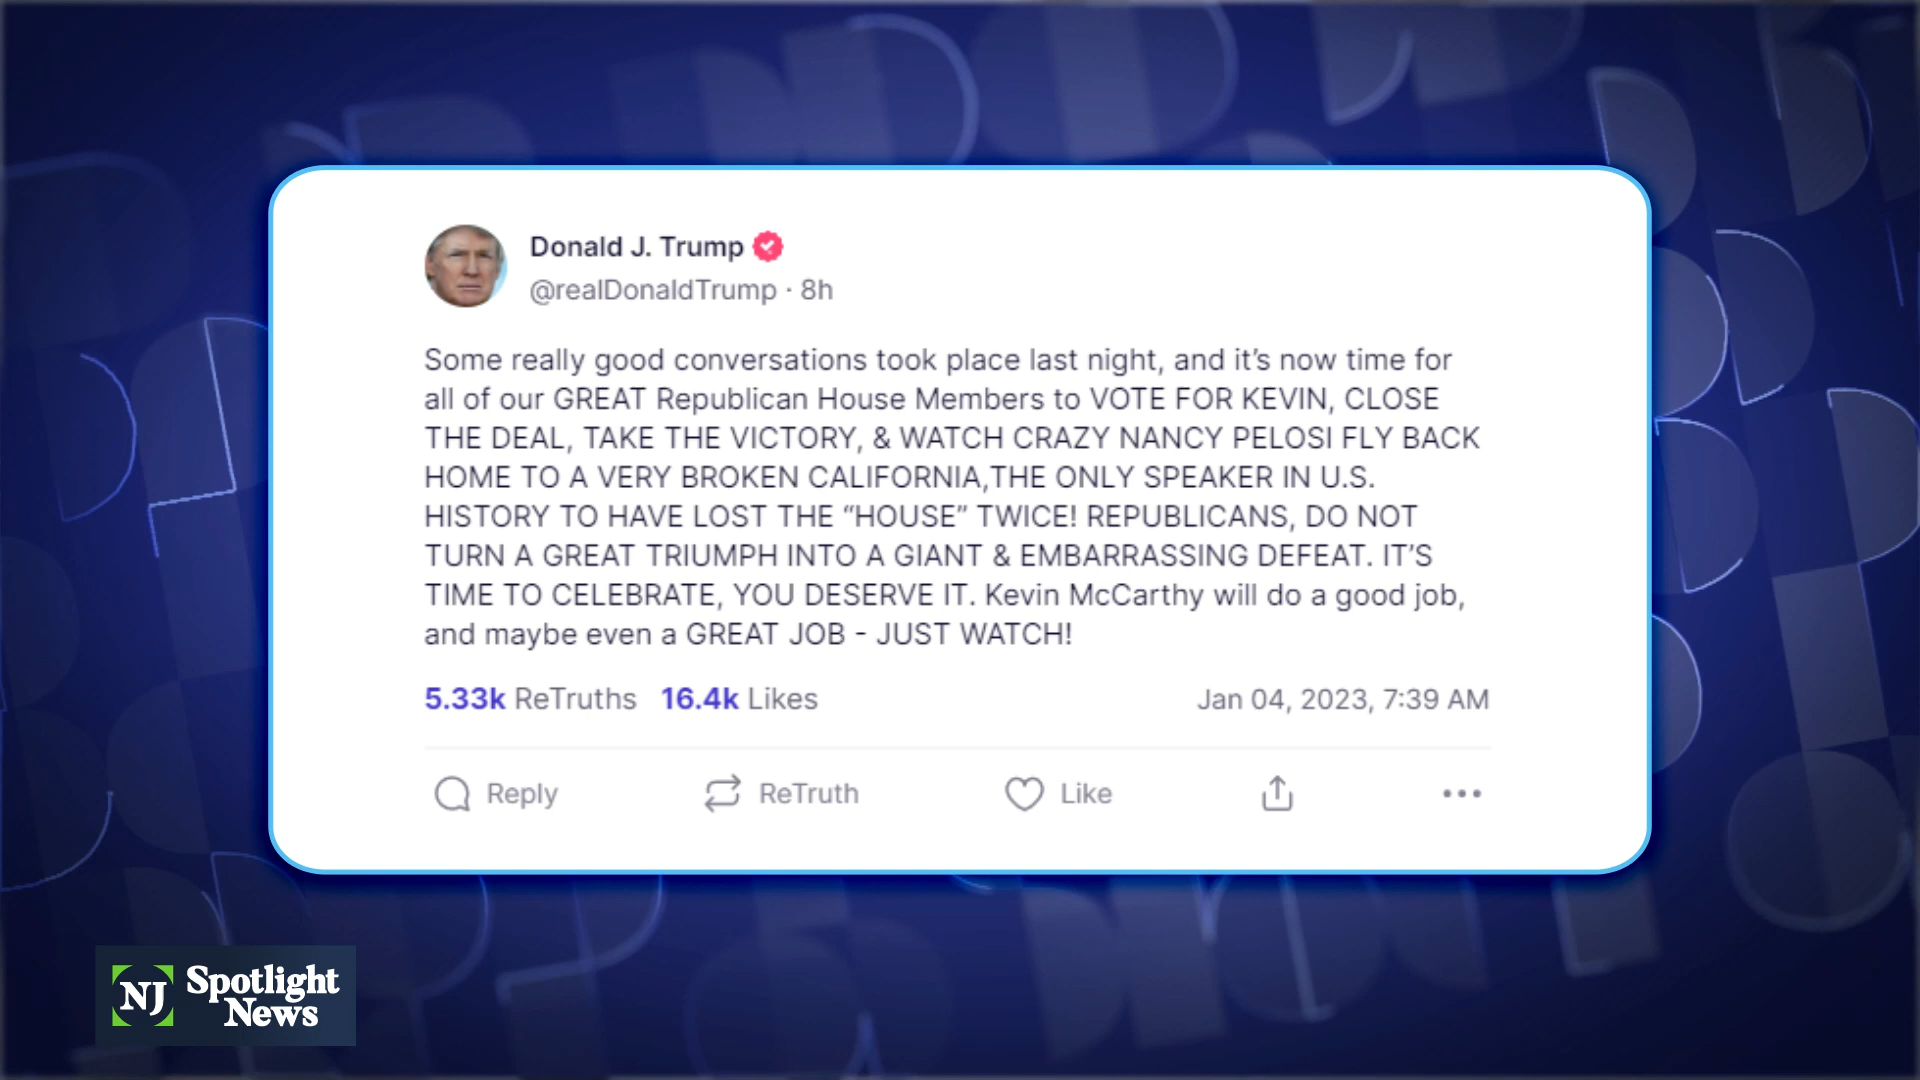 Donald J. Trump
@realDonaldTrump · 8h
Some really good conversations took place last night, and it’s now time for
all of our GREAT Republican House Members to VOTE FOR KEVIN, CLOSE
THE DEAL, TAKE THE VICTORY, & WATCH CRAZY NANCY PELOSI FLY BACK
HOME TO A VERY BROKEN CALIFORNIA,THE ONLY SPEAKER IN U.S.
HISTORY TO HAVE LOST THE “HOUSE” TWICE! REPUBLICANS, DO NOT
TURN A GREAT TRIUMPH INTO A GIANT & EMBARRASSING DEFEAT. IT’S
TIME TO CELEBRATE, YOU DESERVE IT. Kevin McCarthy will do a good job,
and maybe even a GREAT JOB - JUST WATCH!
5.33k ReTruths 16.4k Likes Jan 04, 2023, 7:39 AM
Reply ReTruth Like
NJ Spotlight
News